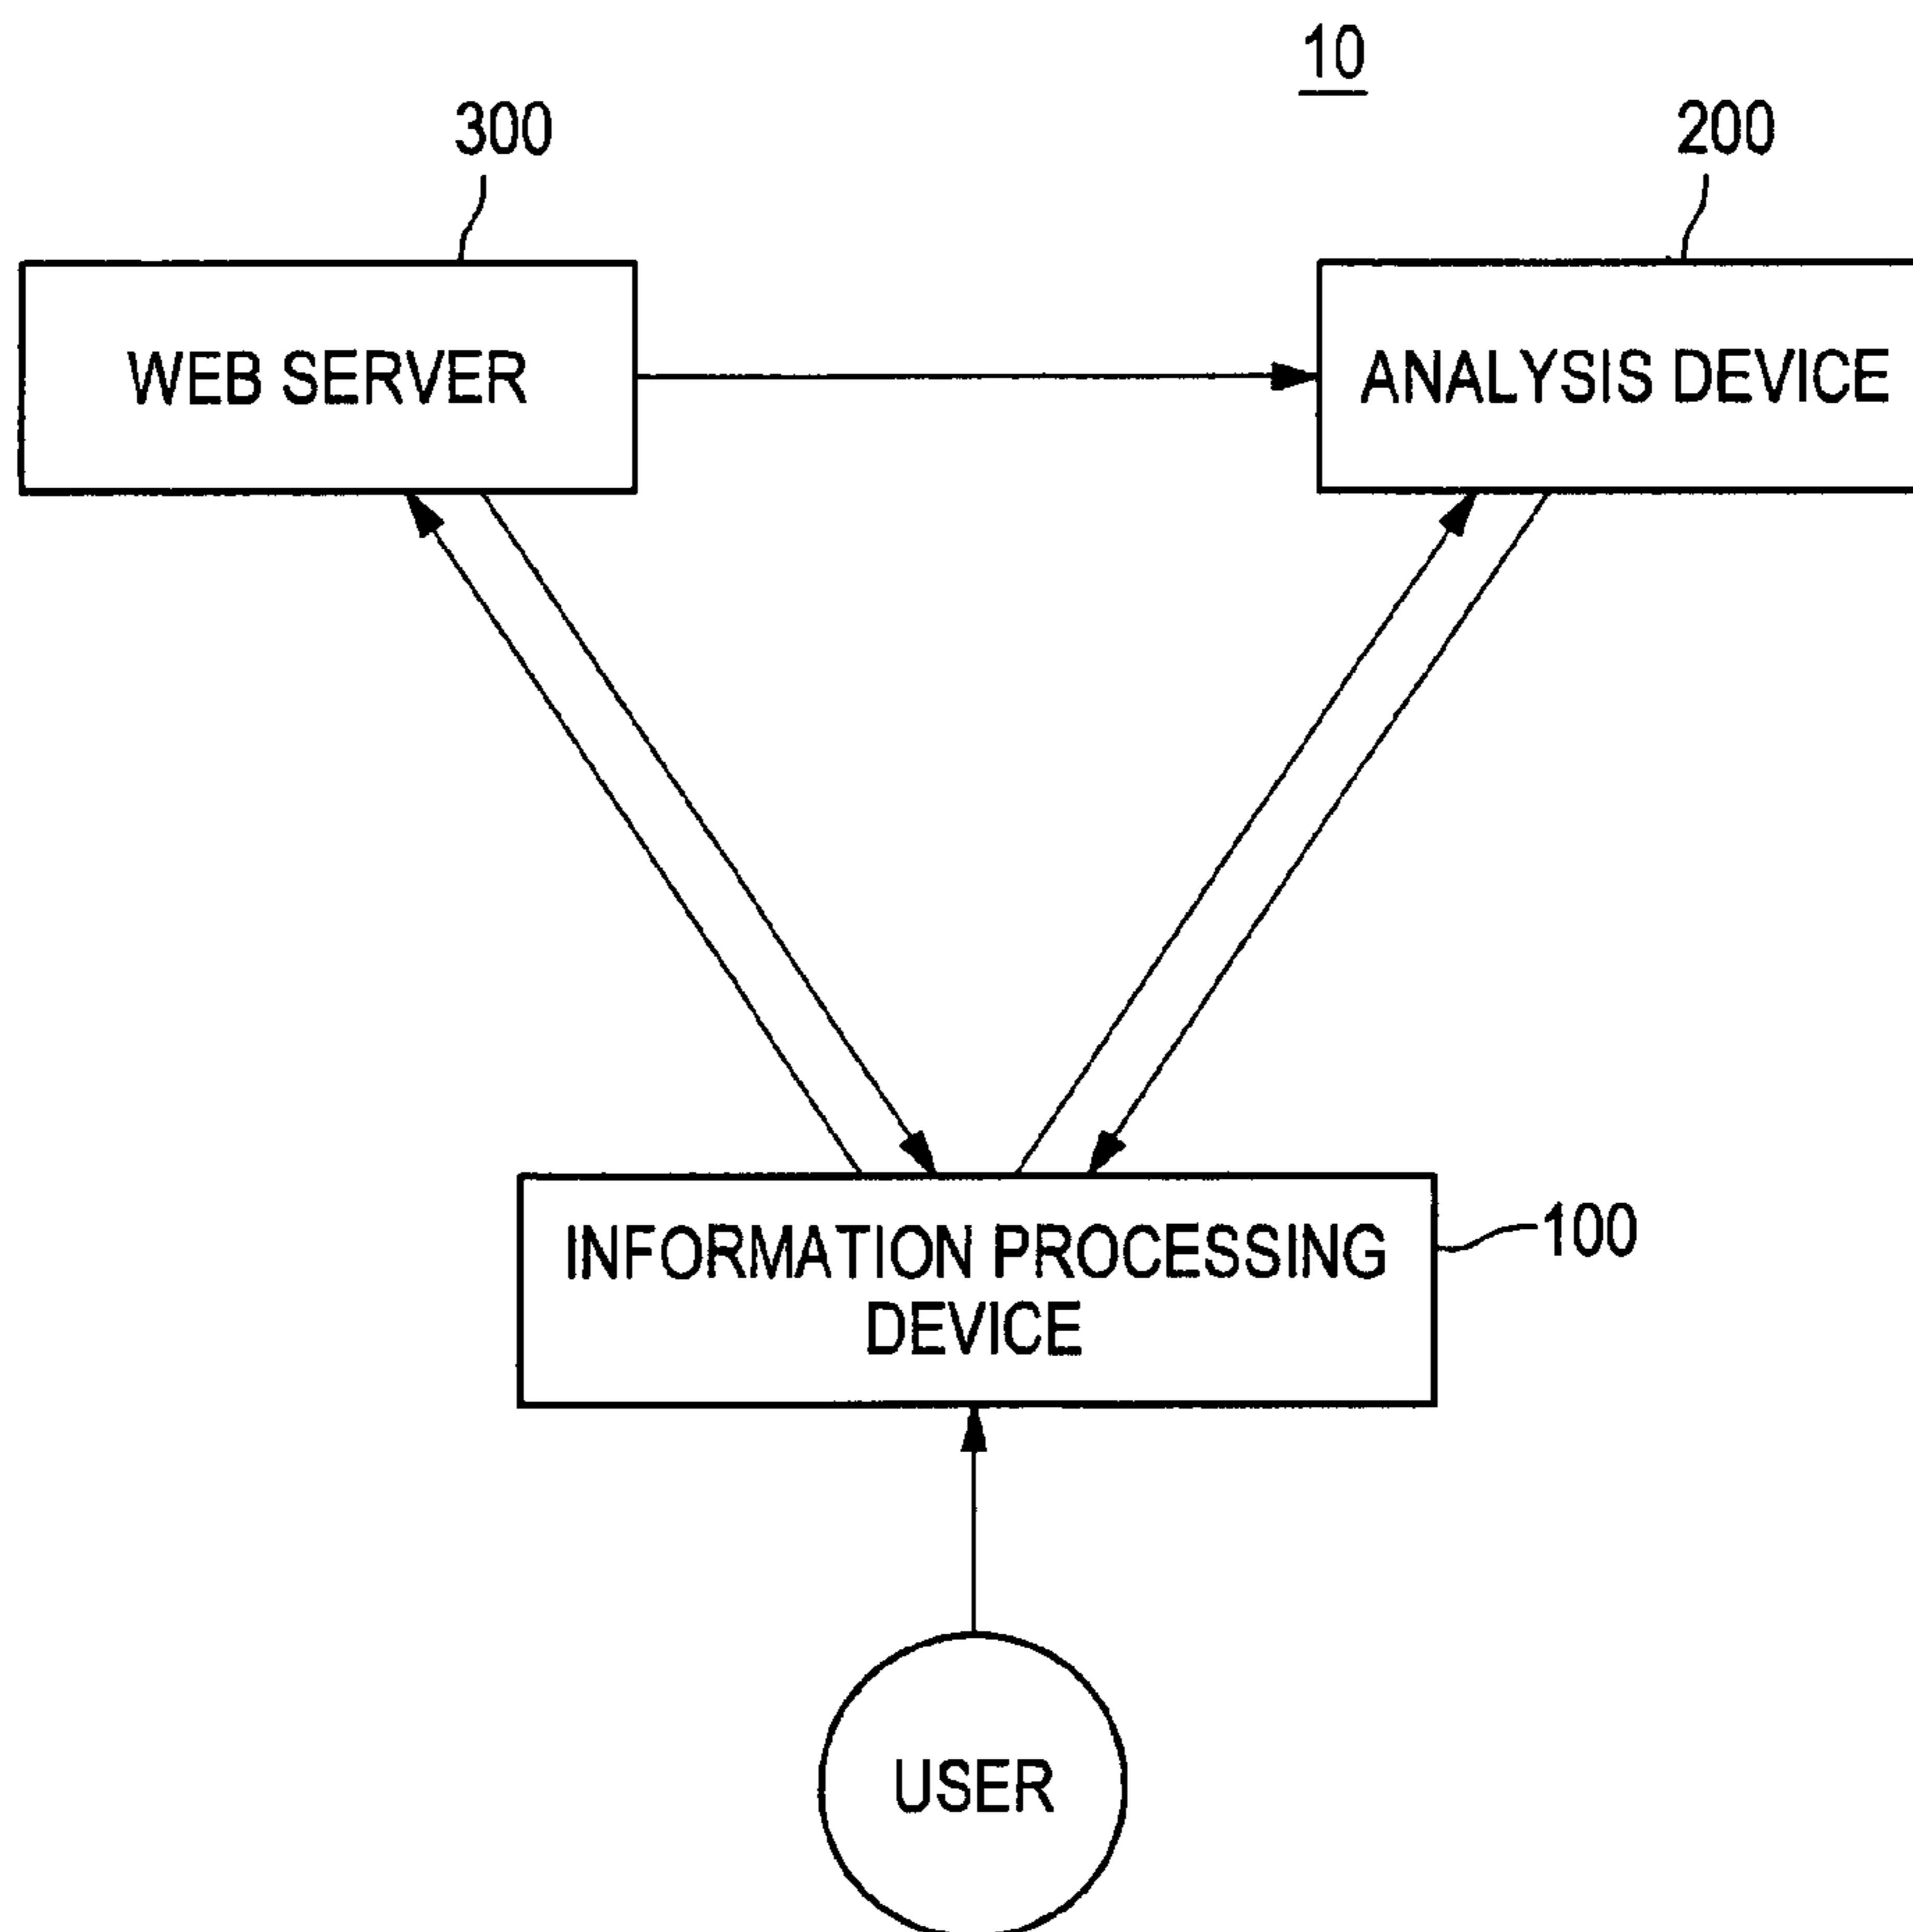 10
300
200
WEB SERVER
ANALYSIS DEVICE
INFORMATION PROCESSING
DEVICE
100
USER